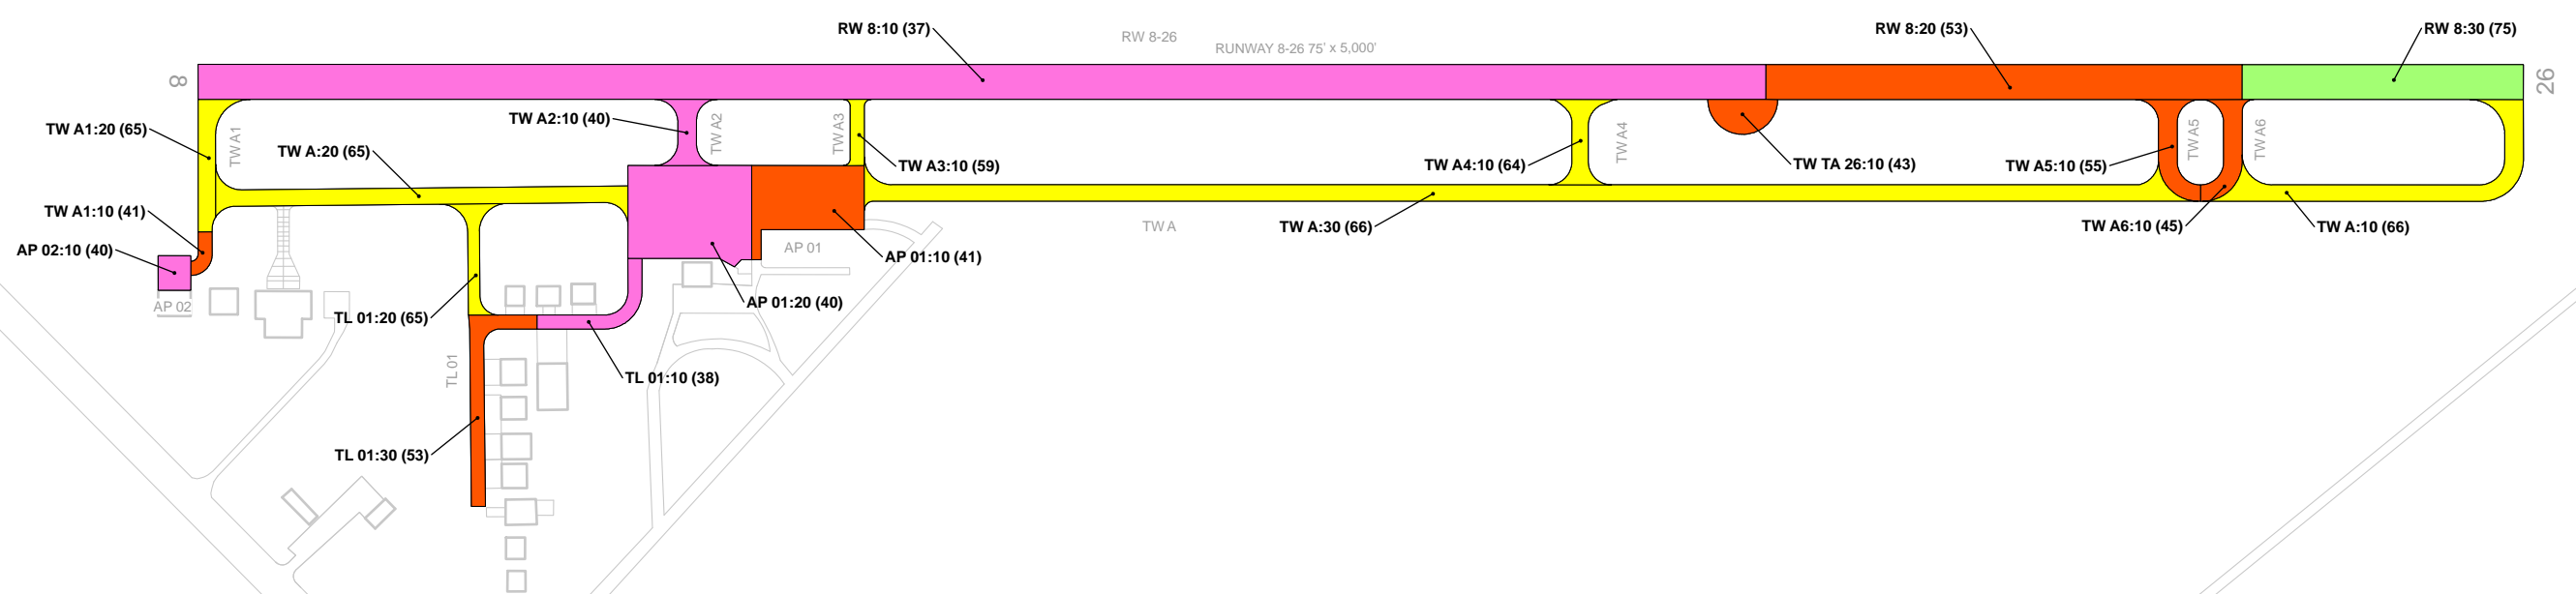 RW 8:10 (37)
RW 8-26
RUNWAY 8-26 75' x 5,000'
RW 8:20 (53)
RW 8:30 (75)
8
26
TW A1:20 (65)
TW A1
TW A:20 (65)
TW A2:10 (40)
TW A2
TW A3
TW A3:10 (59)
TW A4:10 (64)
TW A4
TW TA 26:10 (43)
TW A5:10 (55)
TW A5
TW A6
TW A1:10 (41)
AP 02:10 (40)
AP 02
AP 01
AP 01:10 (41)
TW A
TW A:30 (66)
TW A6:10 (45)
TW A:10 (66)
TL 01:20 (65)
AP 01:20 (40)
TL 01
TL 01:10 (38)
TL 01:30 (53)